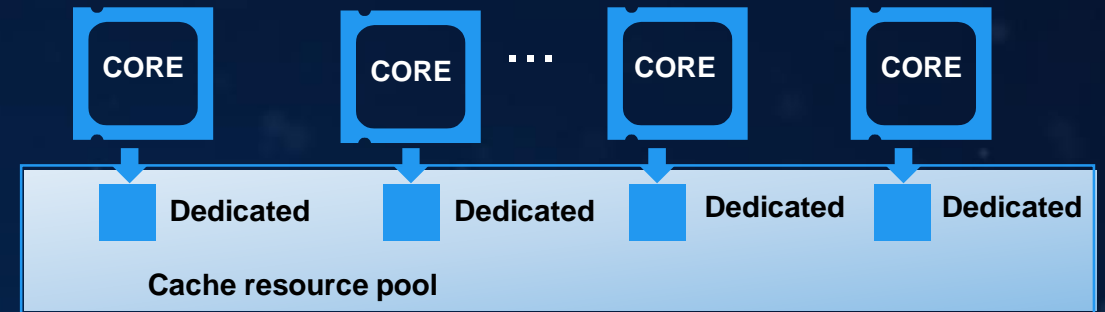 CORE
CORE
...
CORE
CORE
Dedicated
Dedicated
Dedicated
Dedicated
Cache resource pool